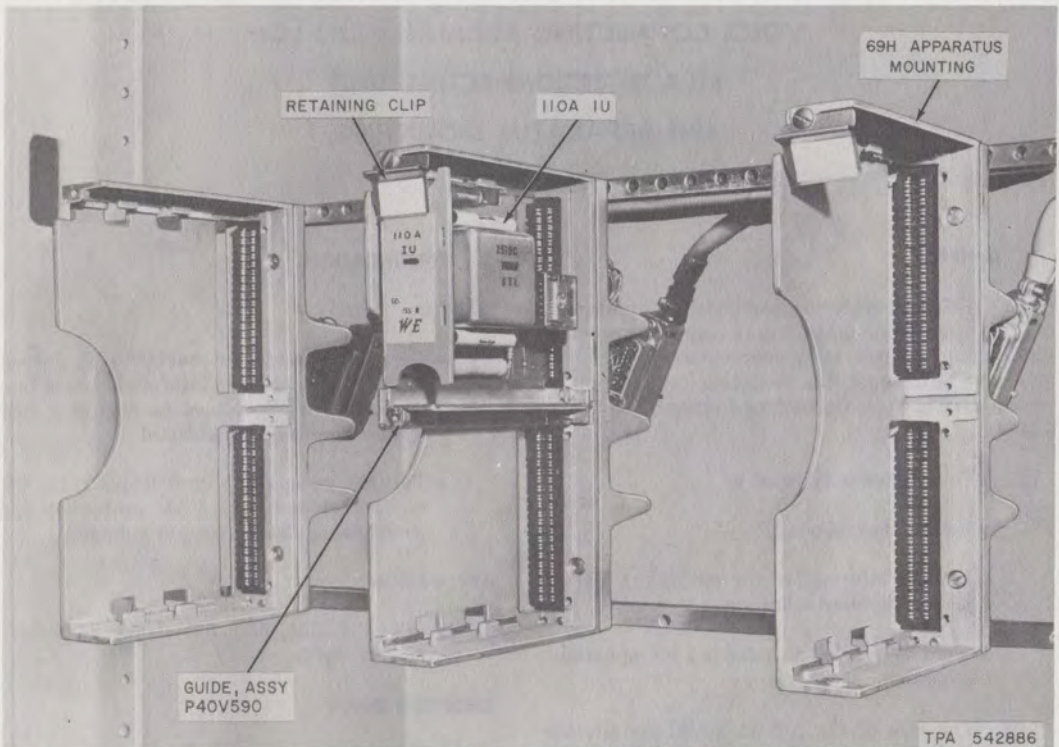 69H APPARATUS
MOUNTING
RETAINING CLIP
110A IU
110A
IU
WE
GUIDE, ASSY
P40V590
TPA 542886